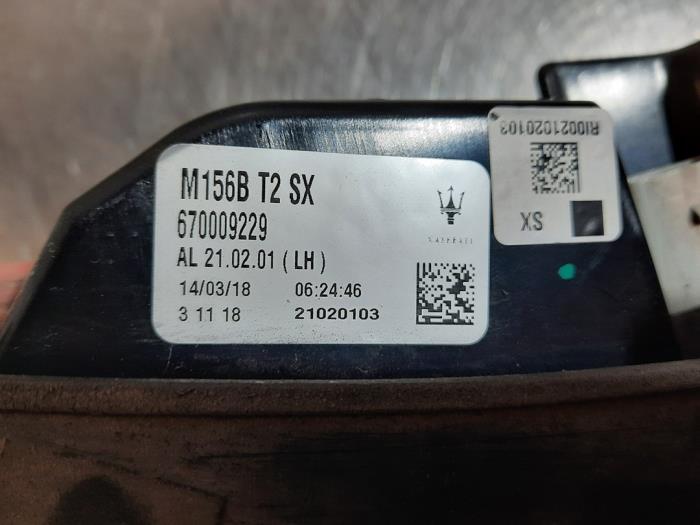 M156B T2 SX
670009229
MASERATI
AL 21.02.01 ( LH )
14/03/18 06:24:46
3 11 18 21020103
RI0021020103
SX